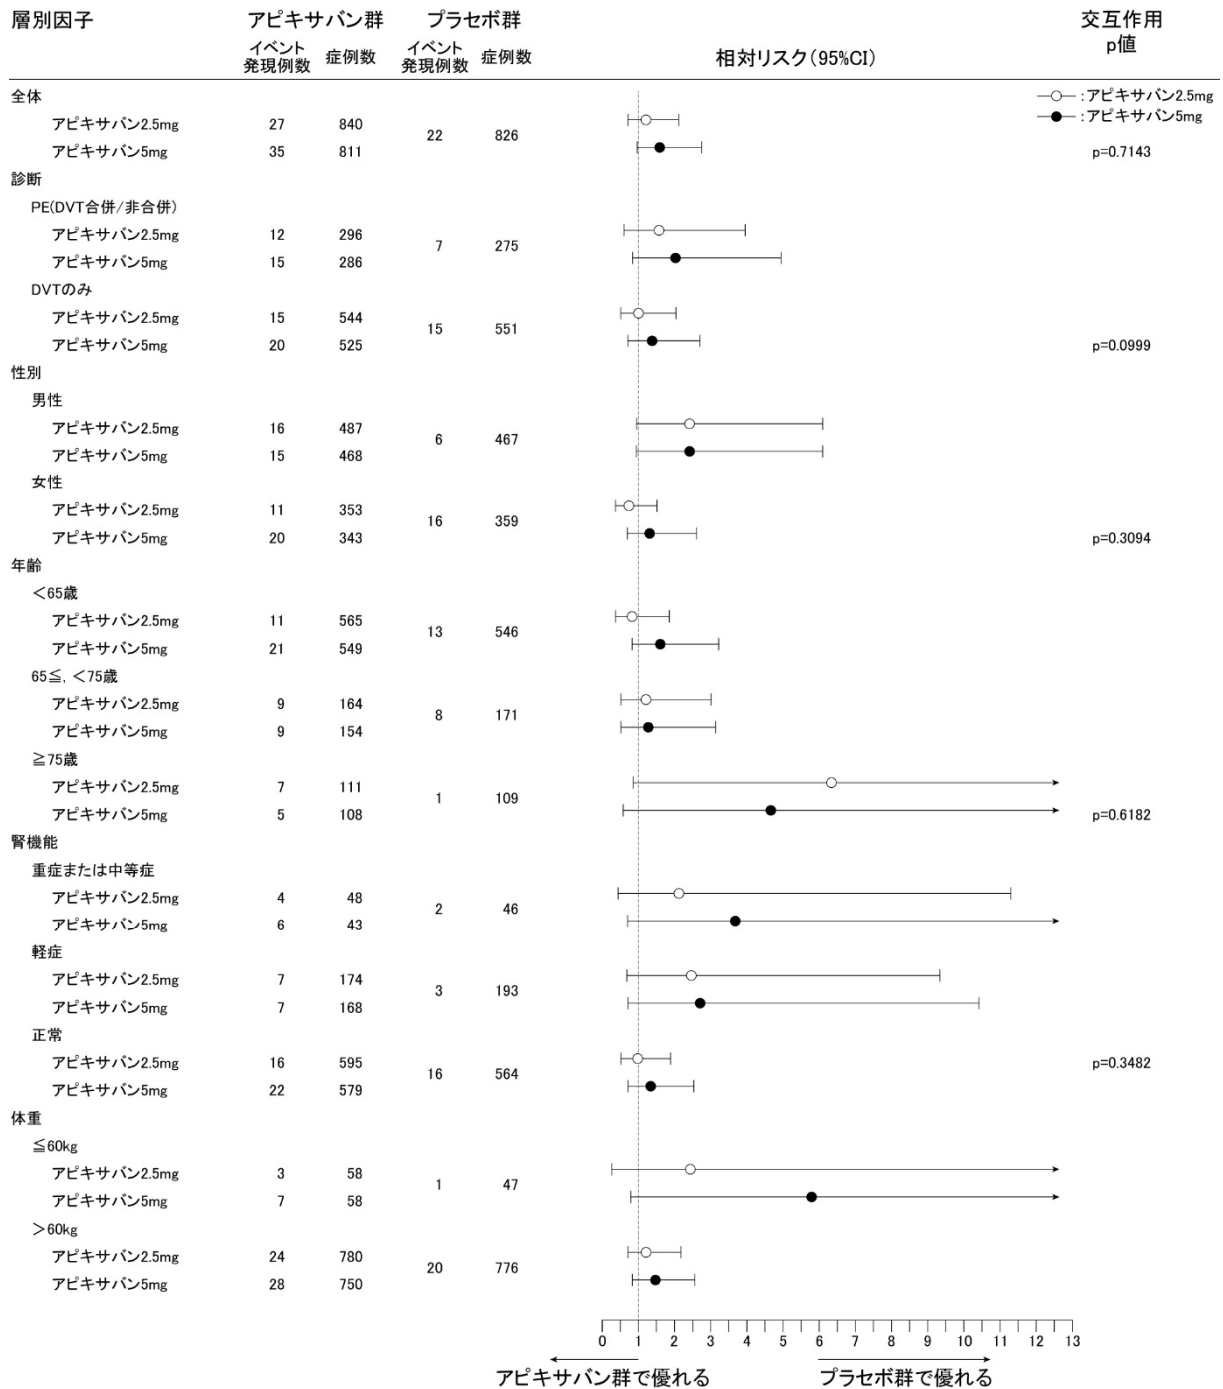 層別因子 アピキサバン群 プラセボ群 交互作用
p値
イベント
発現例数 症例数 イベント
発現例数 症例数 相対リスク(95%CI)
全体
○:アピキサバン2.5mg
●:アピキサバン5mg
アピキサバン2.5mg 27 840
22 826
アピキサバン5mg 35 811 p=0.7143
診断
PE(DVT合併/非合併)
アピキサバン2.5mg 12 296
7 275
アピキサバン5mg 15 286
DVTのみ
アピキサバン2.5mg 15 544
15 551
アピキサバン5mg 20 525 p=0.0999
性別
男性
アピキサバン2.5mg 16 487
6 467
アピキサバン5mg 15 468
女性
アピキサバン2.5mg 11 353
16 359
アピキサバン5mg 20 343 p=0.3094
年齢
<65歳
アピキサバン2.5mg 11 565
13 546
アピキサバン5mg 21 549
65≦, <75歳
アピキサバン2.5mg 9 164
8 171
アピキサバン5mg 9 154
≧75歳
アピキサバン2.5mg 7 111
1 109
アピキサバン5mg 5 108 p=0.6182
腎機能
重症または中等症
アピキサバン2.5mg 4 48
2 46
アピキサバン5mg 6 43
軽症
アピキサバン2.5mg 7 174
3 193
アピキサバン5mg 7 168
正常
アピキサバン2.5mg 16 595 p=0.3482
16 564
アピキサバン5mg 22 579
体重
≦60kg
アピキサバン2.5mg 3 58
1 47
アピキサバン5mg 7 58
>60kg
アピキサバン2.5mg 24 780
20 776
アピキサバン5mg 28 750
0 1 2 3 4 5 6 7 8 9 10 11 12 13
アピキサバン群で優れる プラセボ群で優れる